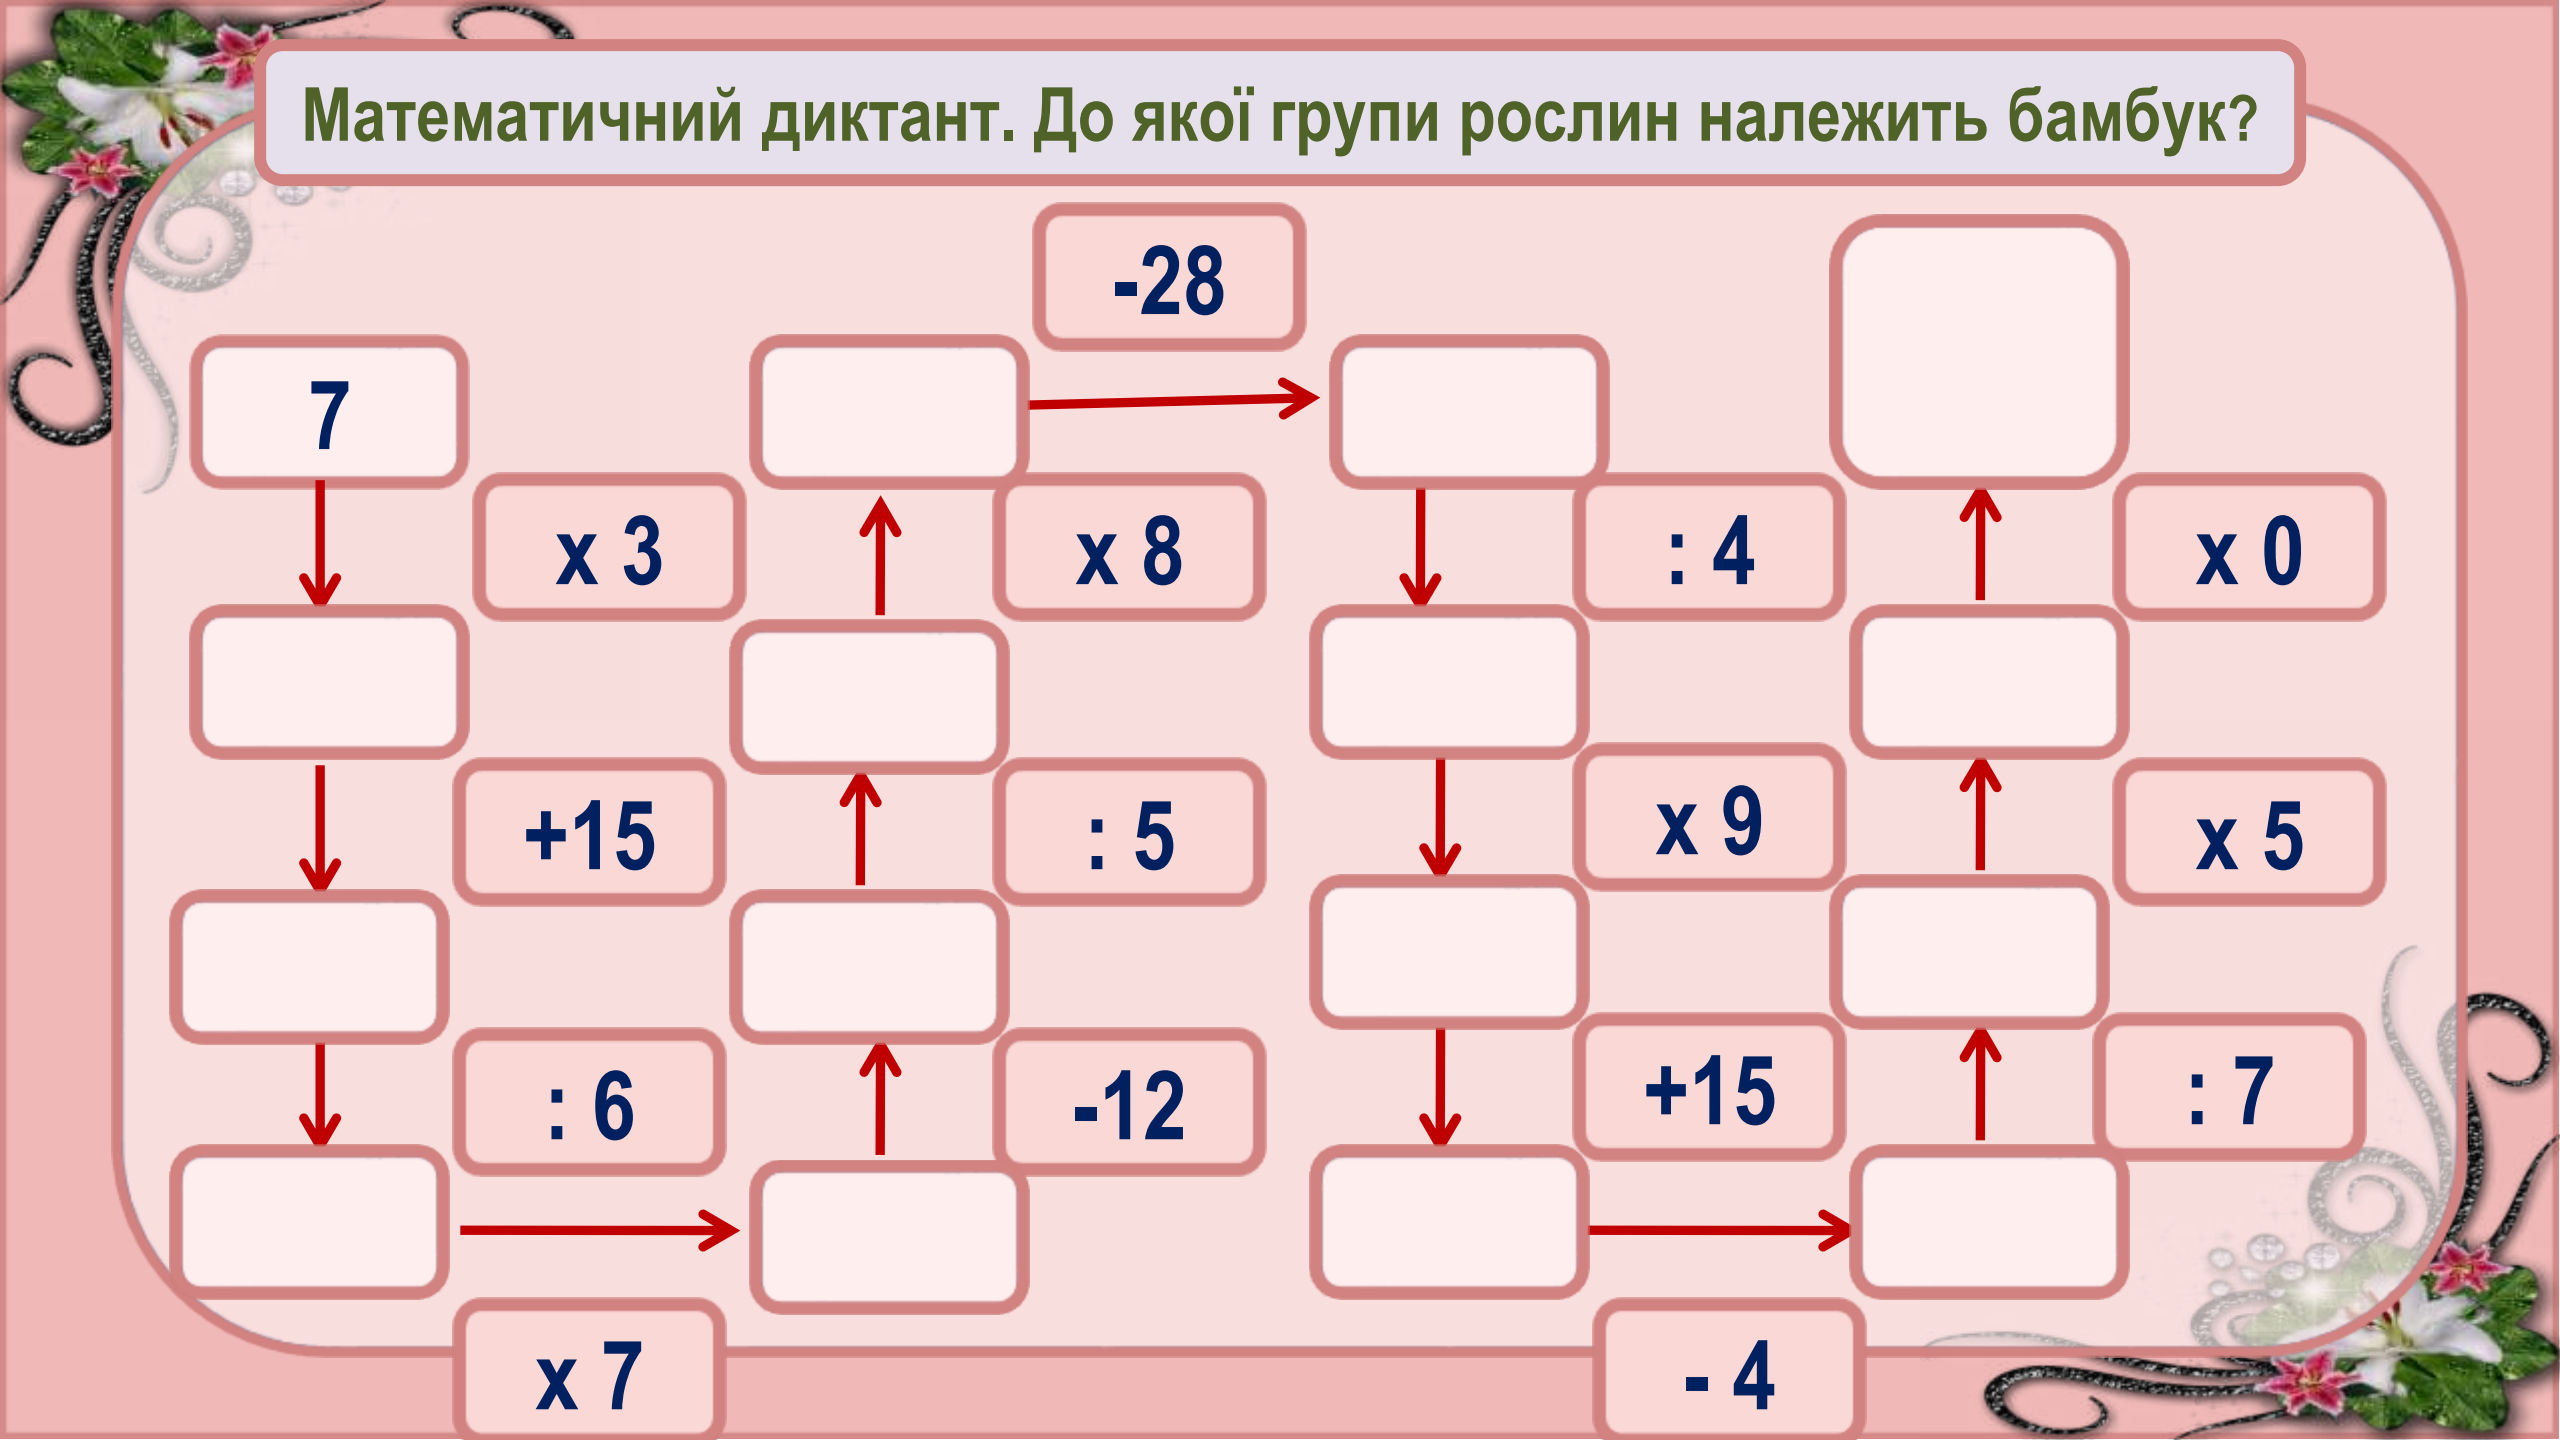 Математичний диктант. До якої групи рослин належить бамбук?
-28
7
х 3
х 8
: 4
х 0
+15
: 5
х 9
х 5
: 6
-12
+15
: 7
х 7
- 4